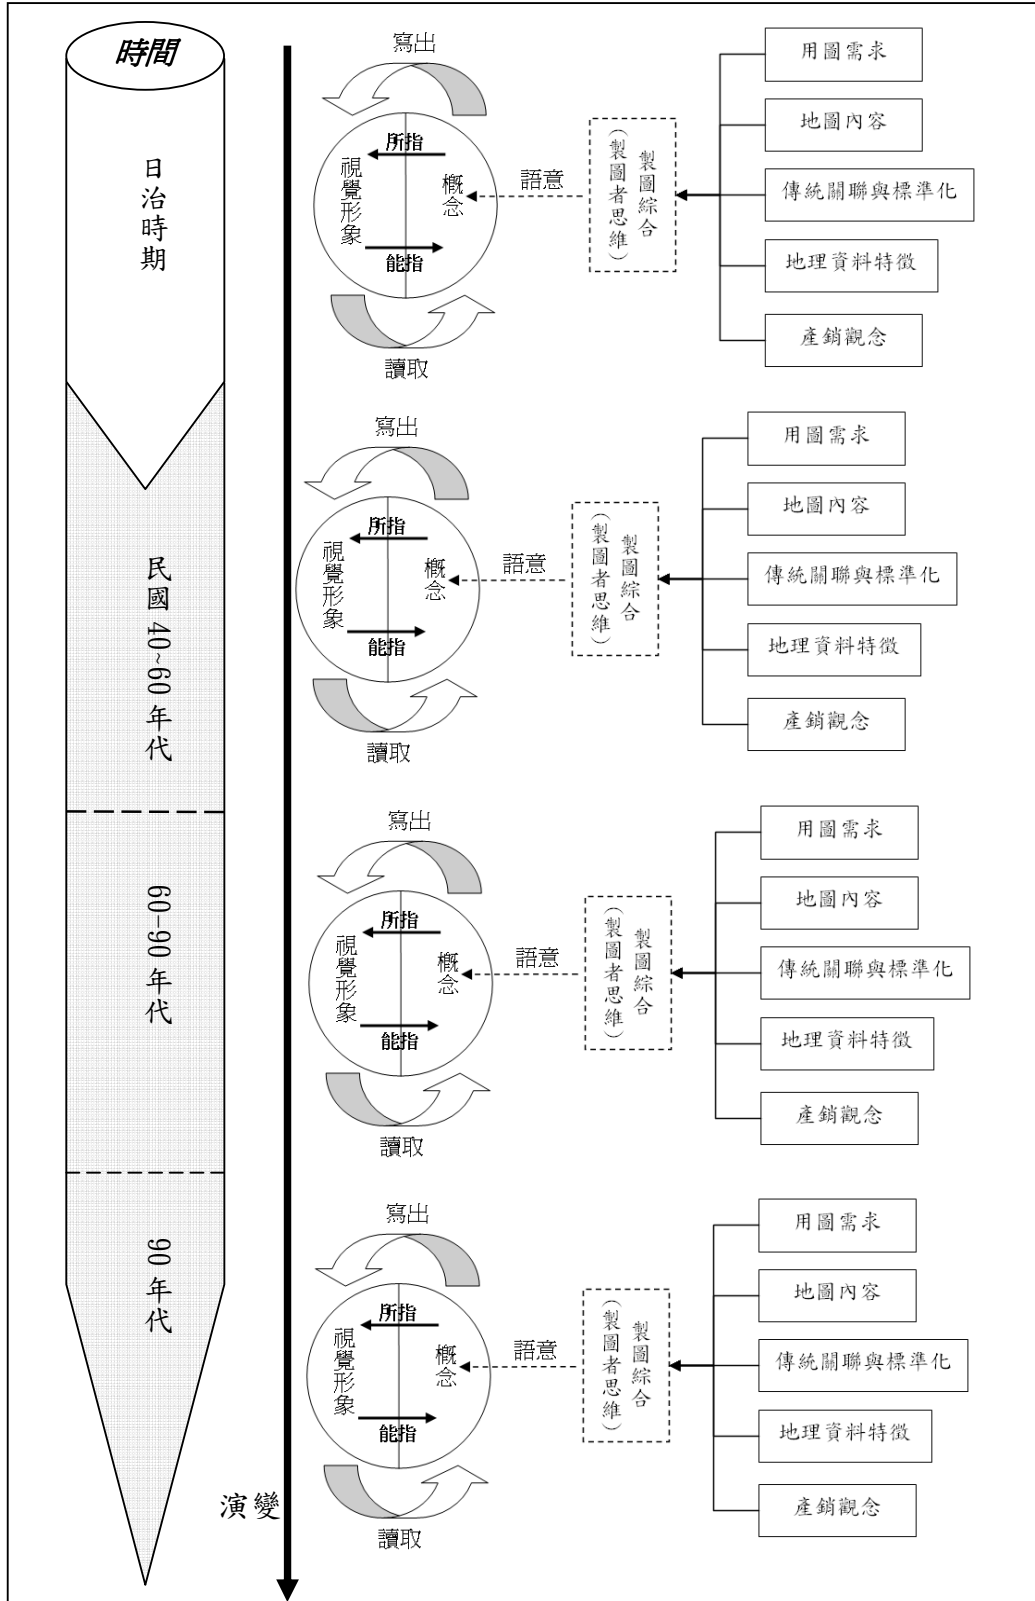 時間
日治時期
民國 40~60 年代
60-90 年代
90 年代
演變
寫出
所指
視覺形象
概念
能指
讀取
語意
製圖綜合
（製圖者思維）
用圖需求
地圖內容
傳統關聯與標準化
地理資料特徵
產銷觀念
寫出
所指
視覺形象
概念
能指
讀取
語意
製圖綜合
（製圖者思維）
用圖需求
地圖內容
傳統關聯與標準化
地理資料特徵
產銷觀念
寫出
所指
視覺形象
概念
能指
讀取
語意
製圖綜合
（製圖者思維）
用圖需求
地圖內容
傳統關聯與標準化
地理資料特徵
產銷觀念
寫出
所指
視覺形象
概念
能指
讀取
語意
製圖綜合
（製圖者思維）
用圖需求
地圖內容
傳統關聯與標準化
地理資料特徵
產銷觀念